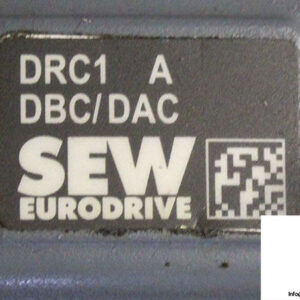 DRC1 A
DBC/DAC
SEW
EURODRIVE